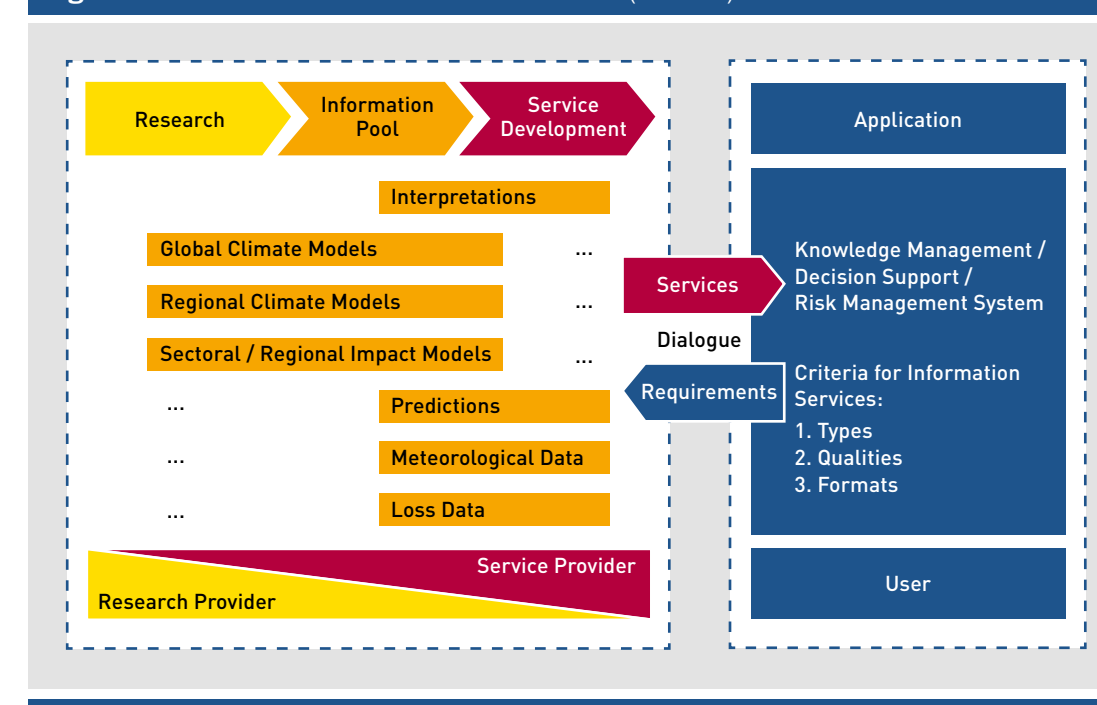 Research
Information
Pool
Service
Development
Interpretations
Global Climate Models
...
Regional Climate Models
...
Sectoral / Regional Impact Models
...
...
Predictions
...
Meteorological Data
...
Loss Data
Service Provider
Research Provider
Services
Dialogue
Requirements
Application
Knowledge Management /
Decision Support /
Risk Management System
Criteria for Information
Services:
1. Types
2. Qualities
3. Formats
User